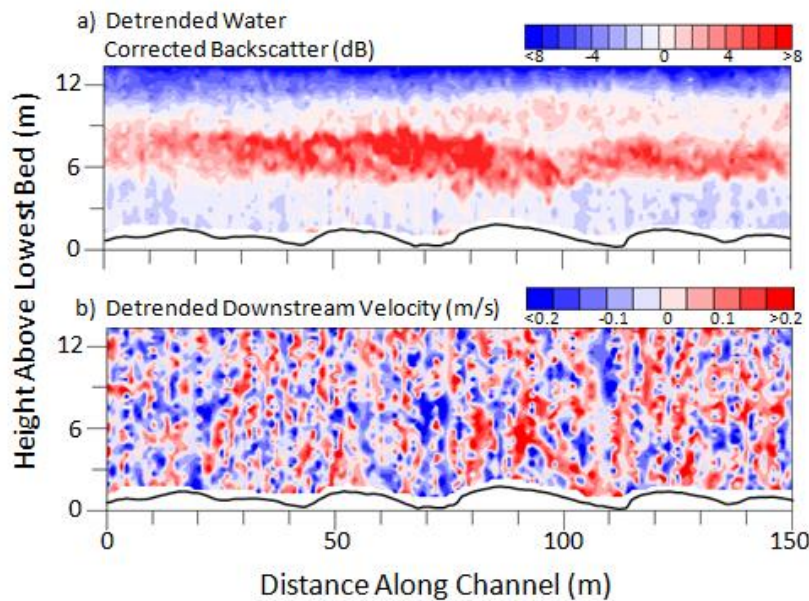 a) Detrended Water
Corrected Backscatter (dB)
<8 -4 0 4 >8
12
6
0
Height Above Lowest Bed (m)
b) Detrended Downstream Velocity (m/s)
<0.2 -0.1 0 0.1 >0.2
12
6
0
0 50 100 150
Distance Along Channel (m)